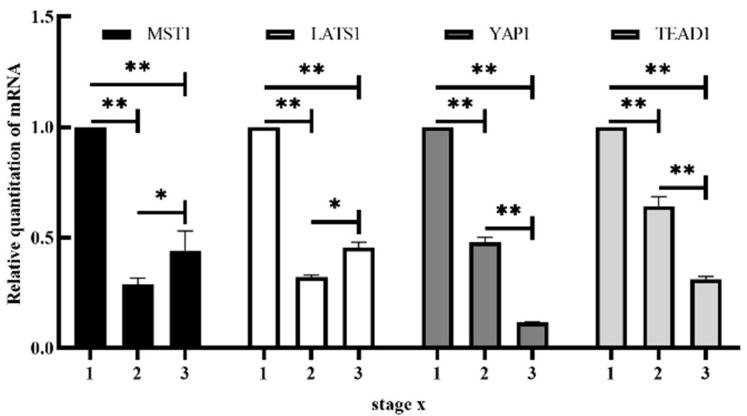 1.5
MST1 LATS1 YAP1 TEAD1
** ** ** **
** ** ** **
1.0
**
* * **
0.5
0.0
1 2 3 1 2 3 1 2 3 1 2 3
stage x
Relative quantitation of mRNA